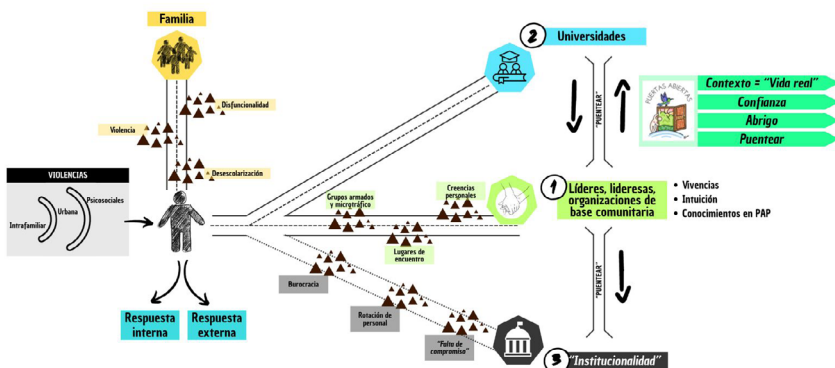 Familia
Disfuncionalidad
Violencia
Desescolarización
VIOLENCIAS
Psicosociales
Urbana
Intrafamiliar
Respuesta
interna
Respuesta
externa
Grupos armados
y microtráfico
Creencias
personales
Lugares de
encuentro
Burocracia
Rotación de
personal
"Falta de
compromiso"
2
Universidades
"PUENTEAR"
PUERTAS ABIERTAS
Contexto = "Vida real"
Confianza
Abrigo
Puentear
1
Líderes, lideresas,
organizaciones de
base comunitaria
• Vivencias
• Intuición
• Conocimientos en PAP
"PUENTEAR"
3
"Institucionalidad"